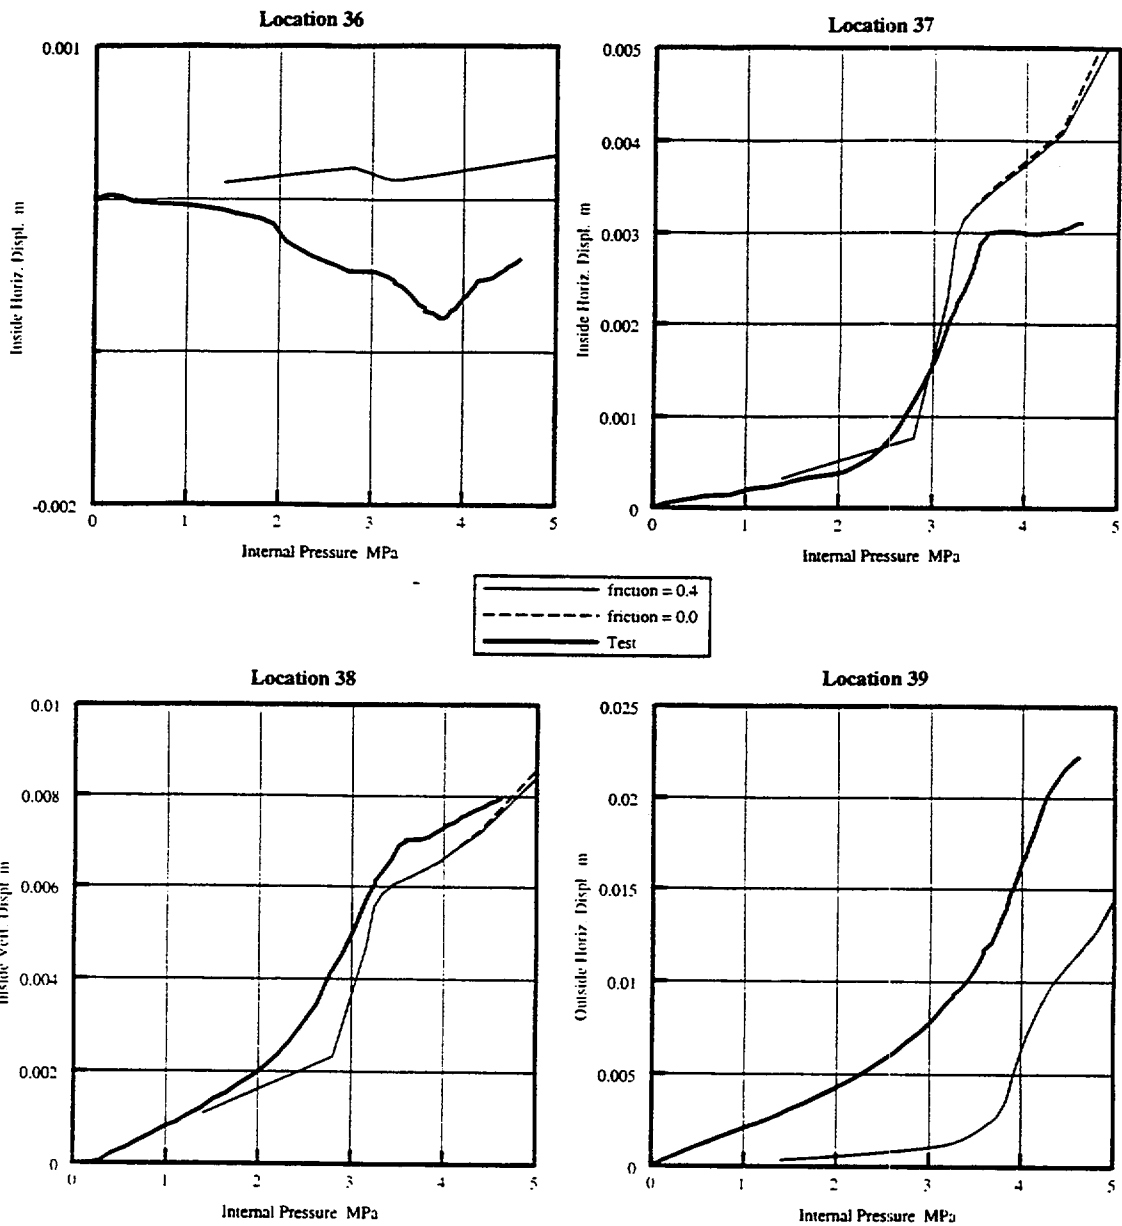 Location 36
0.001
Inside Horiz. Displ. m
-0.002
0 1 2 3 4 5
Internal Pressure MPa
Location 37
0.005
0.004
0.003
0.002
0.001
0
Inside Horiz. Displ. m
0 1 2 3 4 5
Internal Pressure MPa
friction = 0.4
friction = 0.0
Test
Location 38
0.01
0.008
0.006
0.004
0.002
0
Inside Vert. Displ m
0 1 2 3 4 5
Internal Pressure MPa
Location 39
0.025
0.02
0.015
0.01
0.005
0
Outside Horiz. Displ. m
0 1 2 3 4 5
Internal Pressure MPa